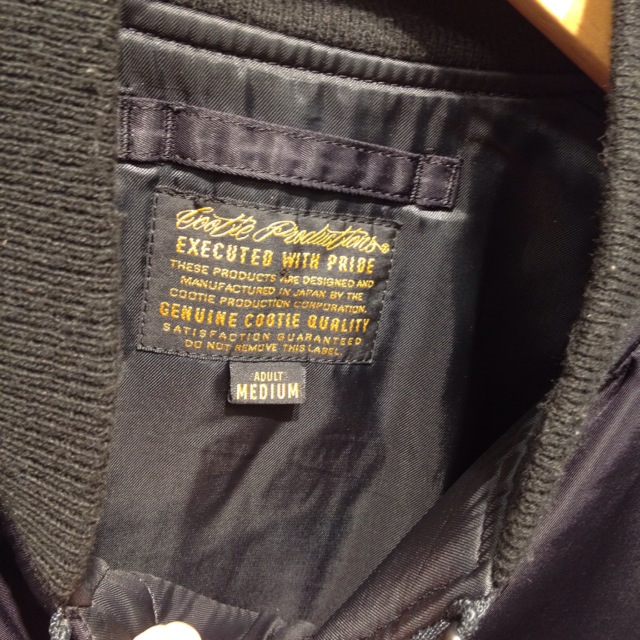 Cootie Productions®
EXECUTED WITH PRIDE
THESE PRODUCTS ARE DESIGNED AND
MANUFACTURED IN JAPAN BY THE
COOTIE PRODUCTION CORPORATION.
GENUINE COOTIE QUALITY
SATISFACTION GUARANTEED
DO NOT REMOVE THIS LABEL.
ADULT
MEDIUM